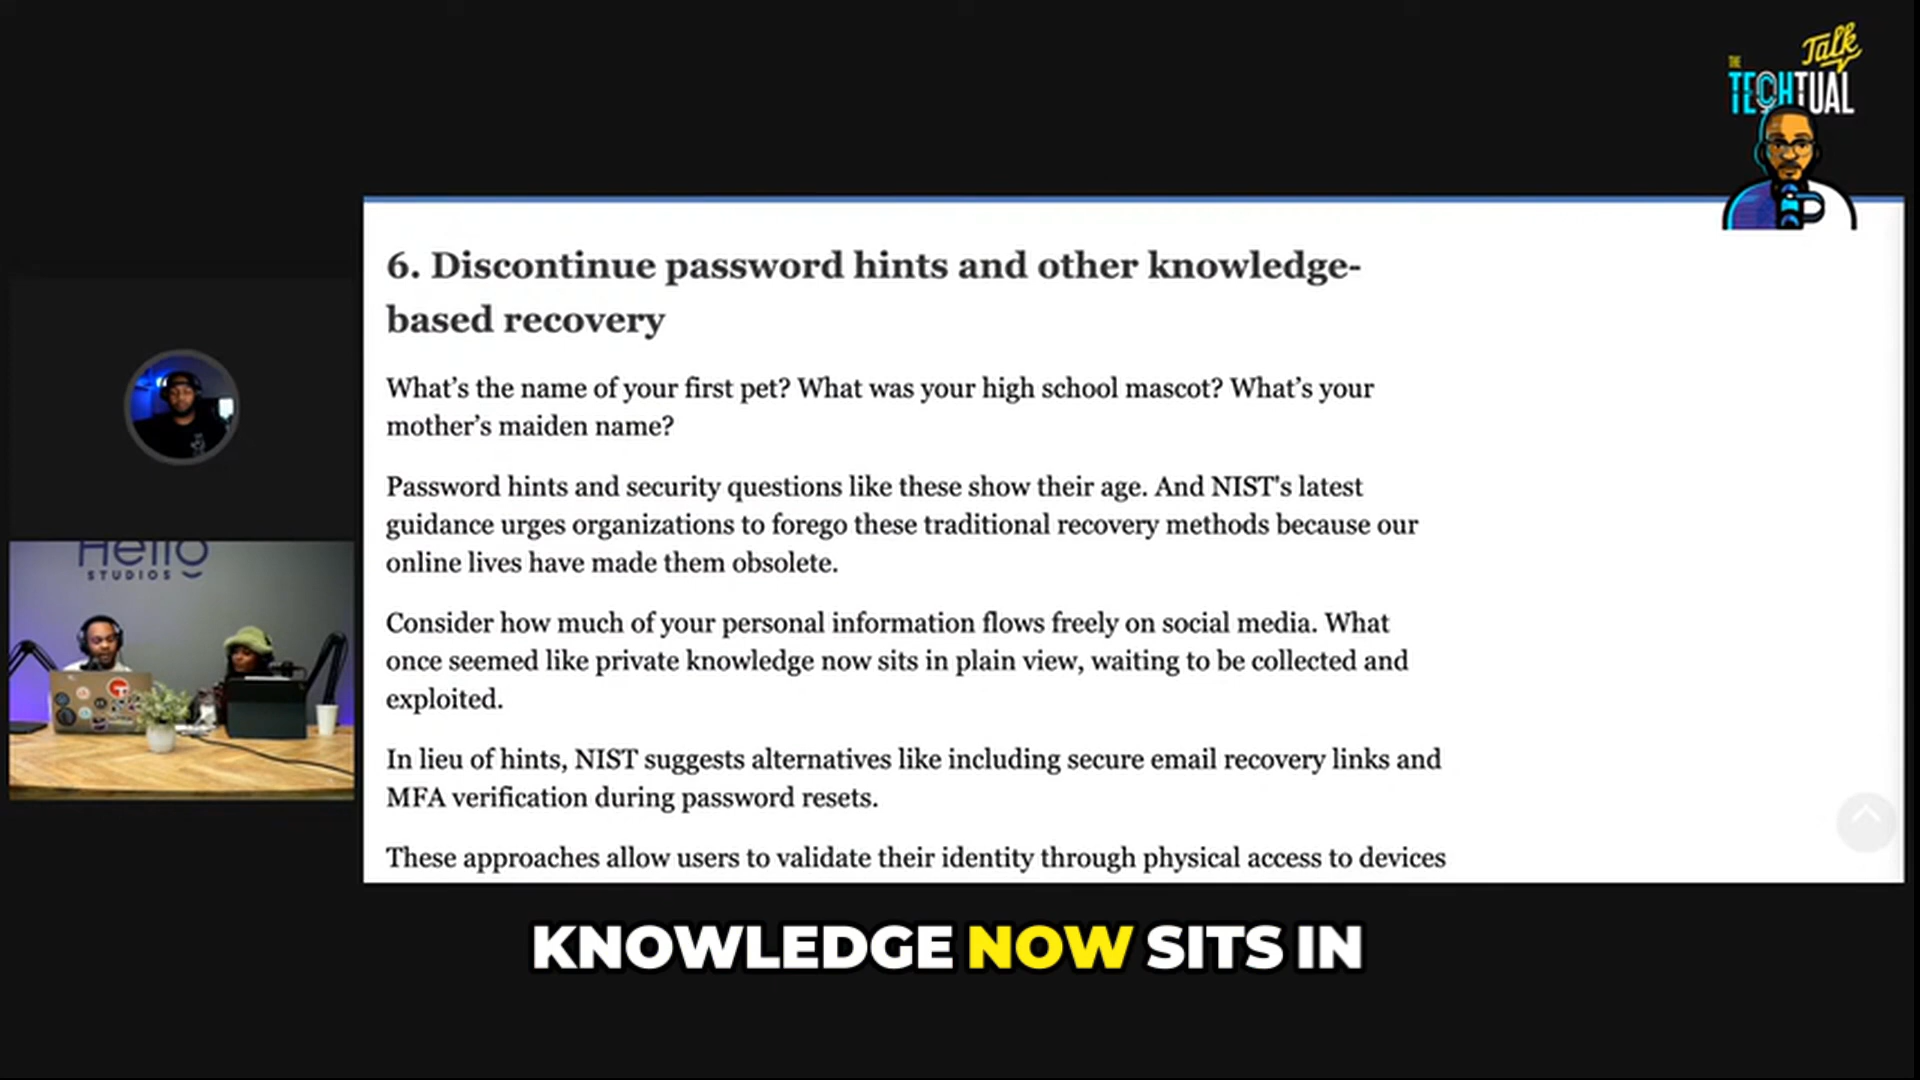 THE
Talk
TECHTUAL
6. Discontinue password hints and other knowledge-
based recovery
What’s the name of your first pet? What was your high school mascot? What’s your
mother’s maiden name?
Password hints and security questions like these show their age. And NIST's latest
guidance urges organizations to forego these traditional recovery methods because our
online lives have made them obsolete.
Consider how much of your personal information flows freely on social media. What
once seemed like private knowledge now sits in plain view, waiting to be collected and
exploited.
In lieu of hints, NIST suggests alternatives like including secure email recovery links and
MFA verification during password resets.
These approaches allow users to validate their identity through physical access to devices
Hello
STUDIOS
KNOWLEDGE NOW SITS IN